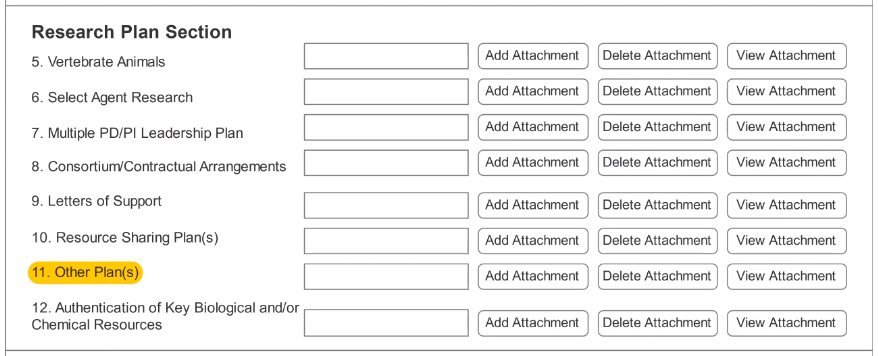 Research Plan Section
5. Vertebrate Animals Add Attachment Delete Attachment View Attachment
6. Select Agent Research Add Attachment Delete Attachment View Attachment
7. Multiple PD/PI Leadership Plan Add Attachment Delete Attachment View Attachment
8. Consortium/Contractual Arrangements Add Attachment Delete Attachment View Attachment
9. Letters of Support Add Attachment Delete Attachment View Attachment
10. Resource Sharing Plan(s) Add Attachment Delete Attachment View Attachment
11. Other Plan(s) Add Attachment Delete Attachment View Attachment
12. Authentication of Key Biological and/or
Chemical Resources Add Attachment Delete Attachment View Attachment